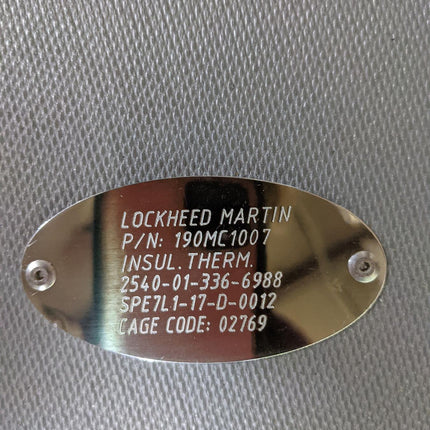 LOCKHEED MARTIN
P/N: 190MC1007
INSUL. THERM.
2540-01-336-6988
SPE7L1-17-D-0012
CAGE CODE: 02769